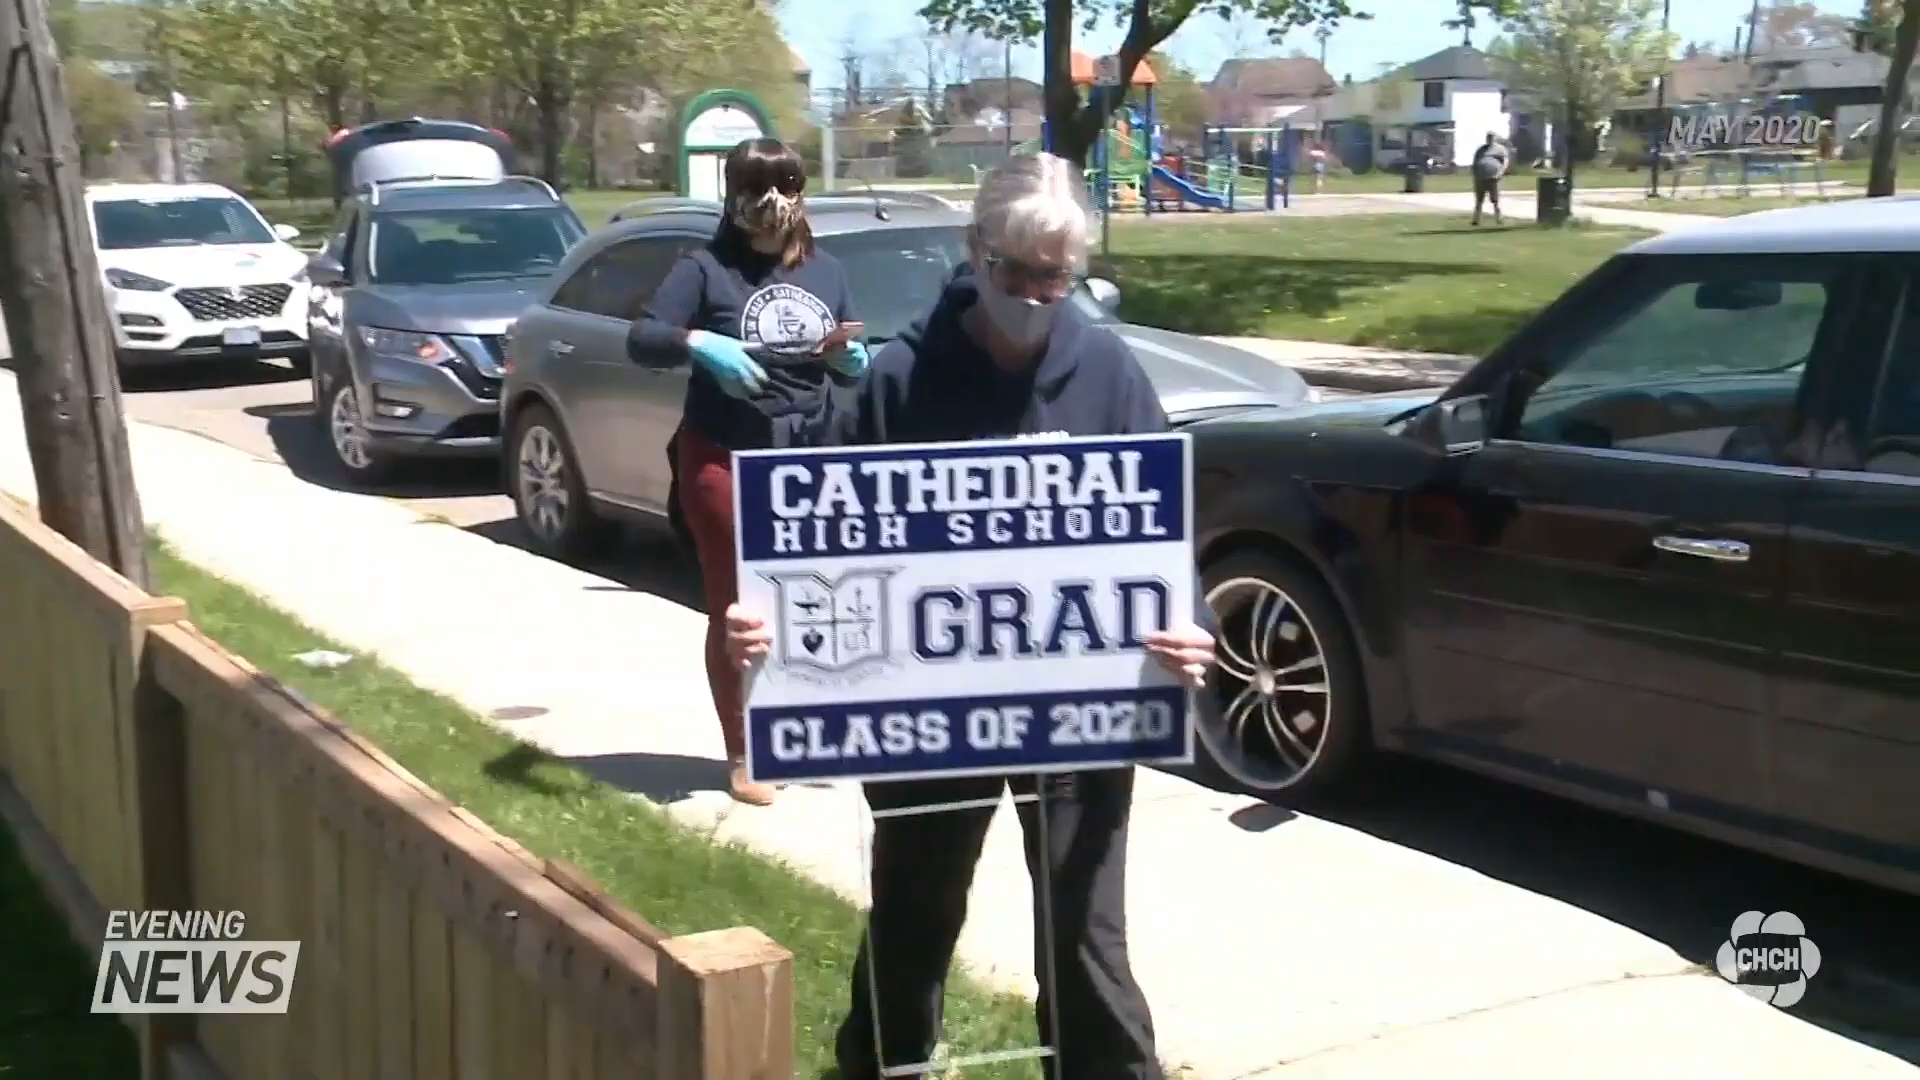 MAY 2020
CATHEDRAL
HIGH SCHOOL
GRAD
CLASS OF 2020
EVENING
NEWS
CHCH